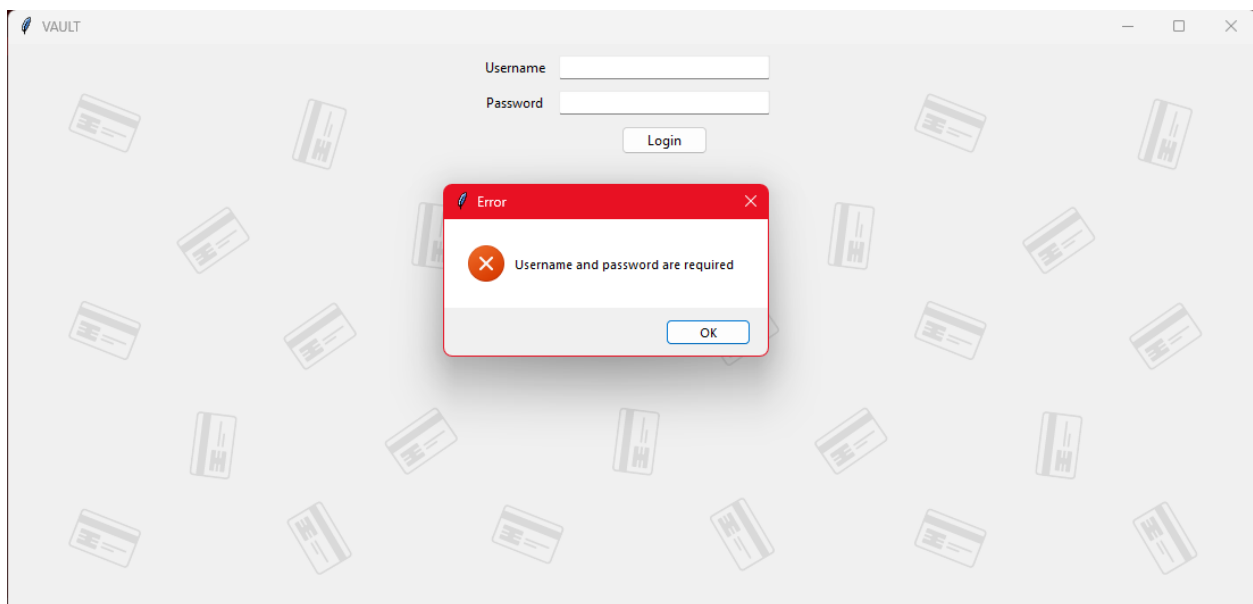 VAULT
Username
Password
Login
Error
Username and password are required
OK